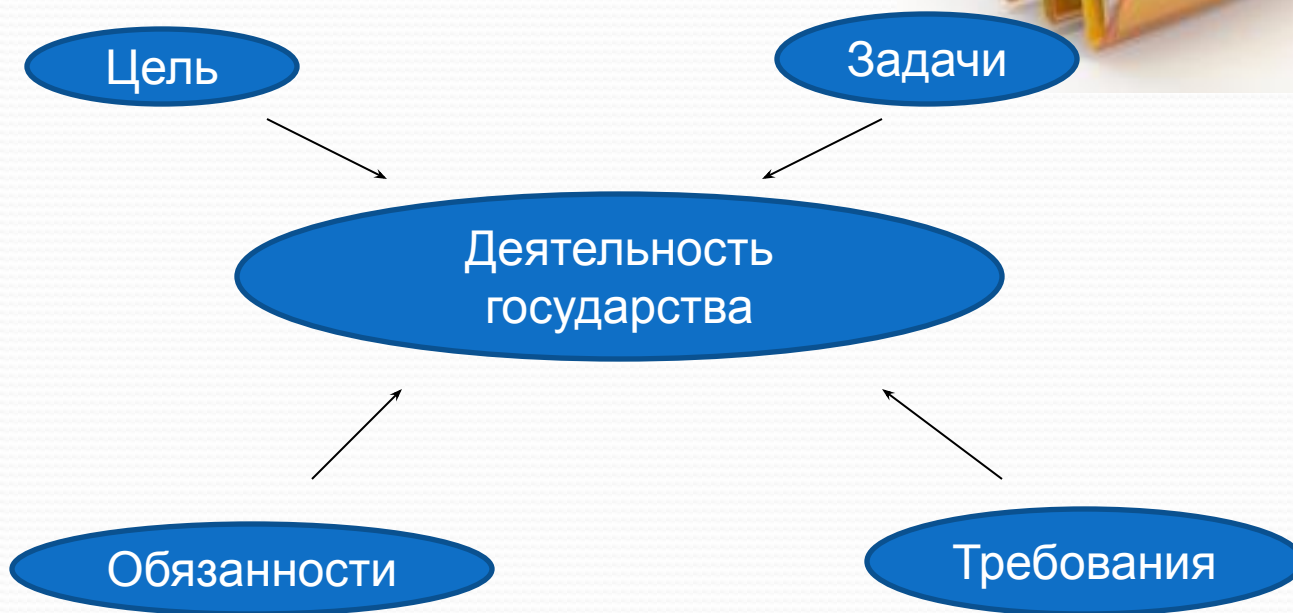 Цель
Задачи
Деятельность
государства
Обязанности
Требования